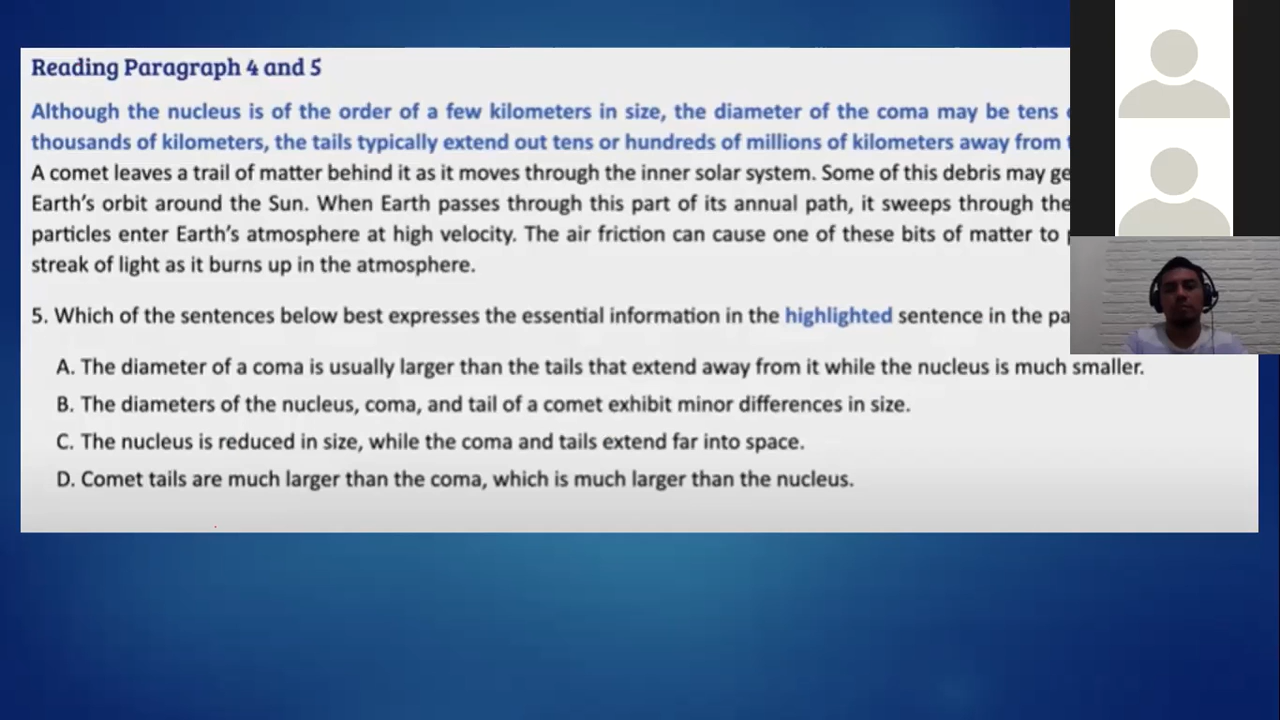 Reading Paragraph 4 and 5
Although the nucleus is of the order of a few kilometers in size, the diameter of the coma may be tens
thousands of kilometers, the tails typically extend out tens or hundreds of millions of kilometers away from
A comet leaves a trail of matter behind it as it moves through the inner solar system. Some of this debris may
Earth's orbit around the Sun. When Earth passes through this part of its annual path, it sweeps through the
particles enter Earth's atmosphere at high velocity. The air friction can cause one of these bits of matter to
streak of light as it burns up in the atmosphere.
5. Which of the sentences below best expresses the essential information in the highlighted sentence in the
A. The diameter of a coma is usually larger than the tails that extend away from it while the nucleus is much smaller.
B. The diameters of the nucleus, coma, and tail of a comet exhibit minor differences in size.
C. The nucleus is reduced in size, while the coma and tails extend far into space.
D. Comet tails are much larger than the coma, which is much larger than the nucleus.